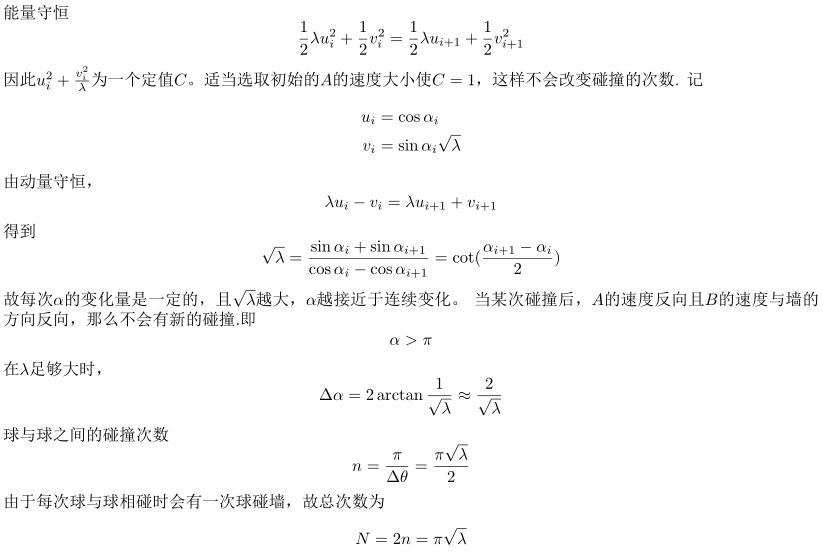 能量守恒
$$\frac{1}{2}\lambda u_i^2 + \frac{1}{2}v_i^2 = \frac{1}{2}\lambda u_{i+1} + \frac{1}{2}v_{i+1}^2$$
因此$u_i^2 + \frac{v_i^2}{\lambda}$为一个定值$C$。适当选取初始的$A$的速度大小使$C = 1$，这样不会改变碰撞的次数. 记
$$u_i = \cos\alpha_i$$
$$v_i = \sin\alpha_i\sqrt{\lambda}$$
由动量守恒，
$$\lambda u_i - v_i = \lambda u_{i+1} + v_{i+1}$$
得到
$$\sqrt{\lambda} = \frac{\sin\alpha_i + \sin\alpha_{i+1}}{\cos\alpha_i - \cos\alpha_{i+1}} = \cot(\frac{\alpha_{i+1} - \alpha_i}{2})$$
故每次$\alpha$的变化量是一定的，且$\sqrt{\lambda}$越大，$\alpha$越接近于连续变化。 当某次碰撞后，$A$的速度反向且$B$的速度与墙的
方向反向，那么不会有新的碰撞.即
$$\alpha > \pi$$
在$\lambda$足够大时，
$$\Delta\alpha = 2\arctan\frac{1}{\sqrt{\lambda}} \approx \frac{2}{\sqrt{\lambda}}$$
球与球之间的碰撞次数
$$n = \frac{\pi}{\Delta\theta} = \frac{\pi\sqrt{\lambda}}{2}$$
由于每次球与球相碰时会有一次球碰墙，故总次数为
$$N = 2n = \pi\sqrt{\lambda}$$